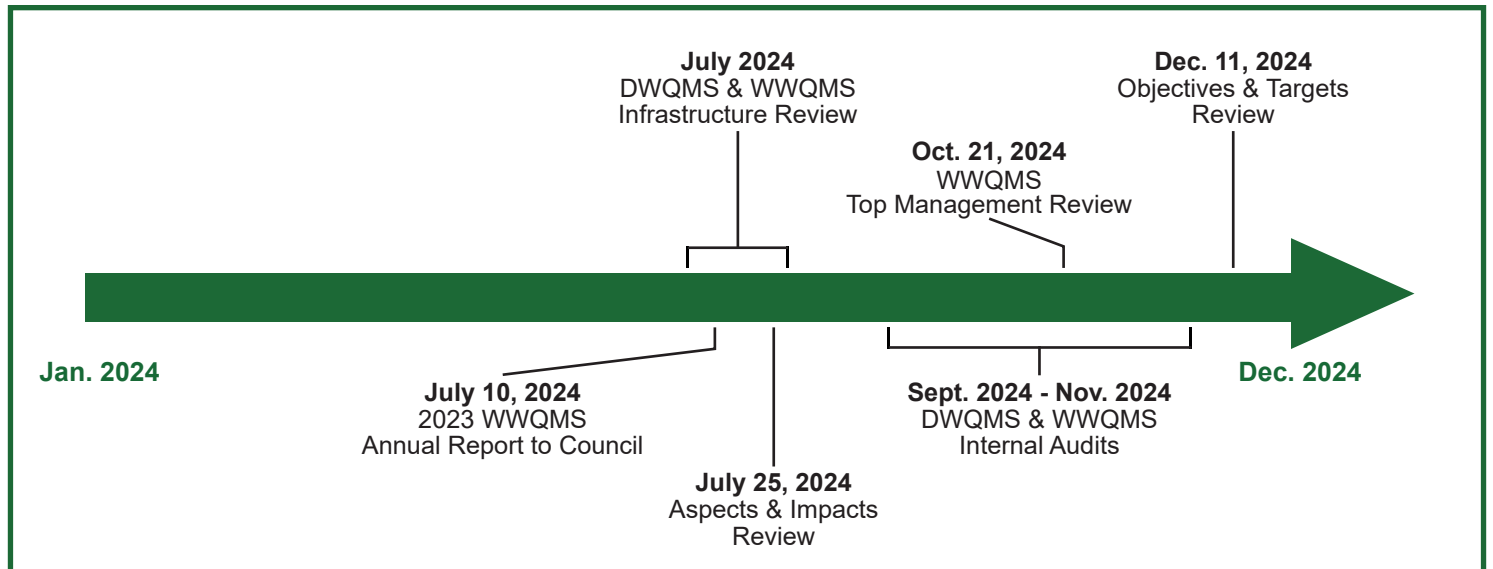 July 2024
DWQMS & WWQMS
Infrastructure Review
Dec. 11, 2024
Objectives & Targets
Review
Oct. 21, 2024
WWQMS
Top Management Review
Jan. 2024
Dec. 2024
July 10, 2024
2023 WWQMS
Annual Report to Council
Sept. 2024 - Nov. 2024
DWQMS & WWQMS
Internal Audits
July 25, 2024
Aspects & Impacts
Review